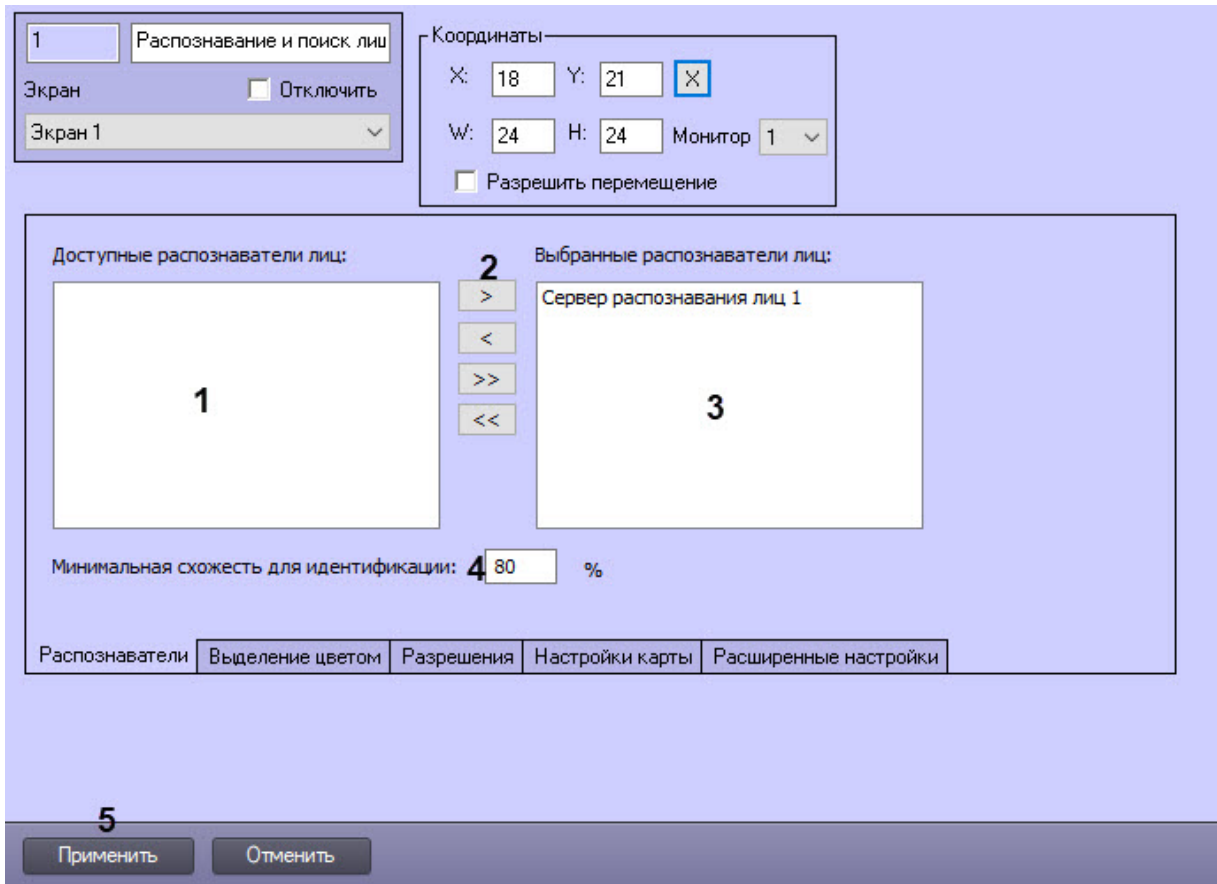 1 Распознавание и поиск лиц
Экран Отключить
Экран 1
Координаты
X: 18 Y: 21 X
W: 24 H: 24 Монитор 1
Разрешить перемещение
Доступные распознаватели лиц:
2
Выбранные распознаватели лиц:
>
<
>>
<<
Сервер распознавания лиц 1
1
3
Минимальная схожесть для идентификации: 4 80 %
Распознаватели Выделение цветом Разрешения Настройки карты Расширенные настройки
5
Применить Отменить